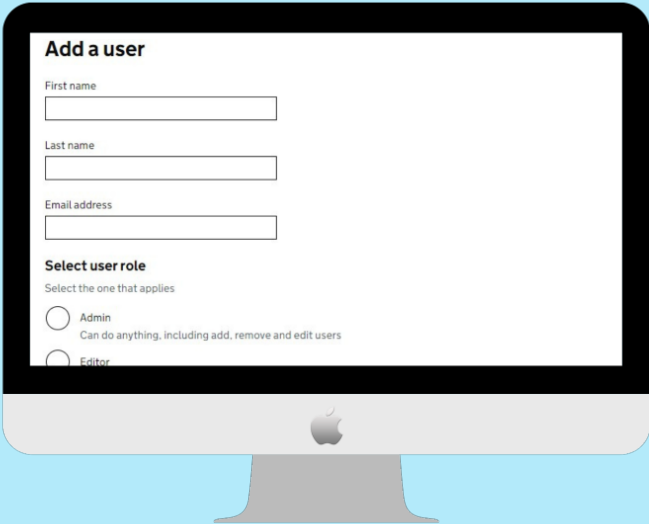 Add a user
First name
Last name
Email address
Select user role
Select the one that applies
Admin
Can do anything, including add, remove and edit users
Editor